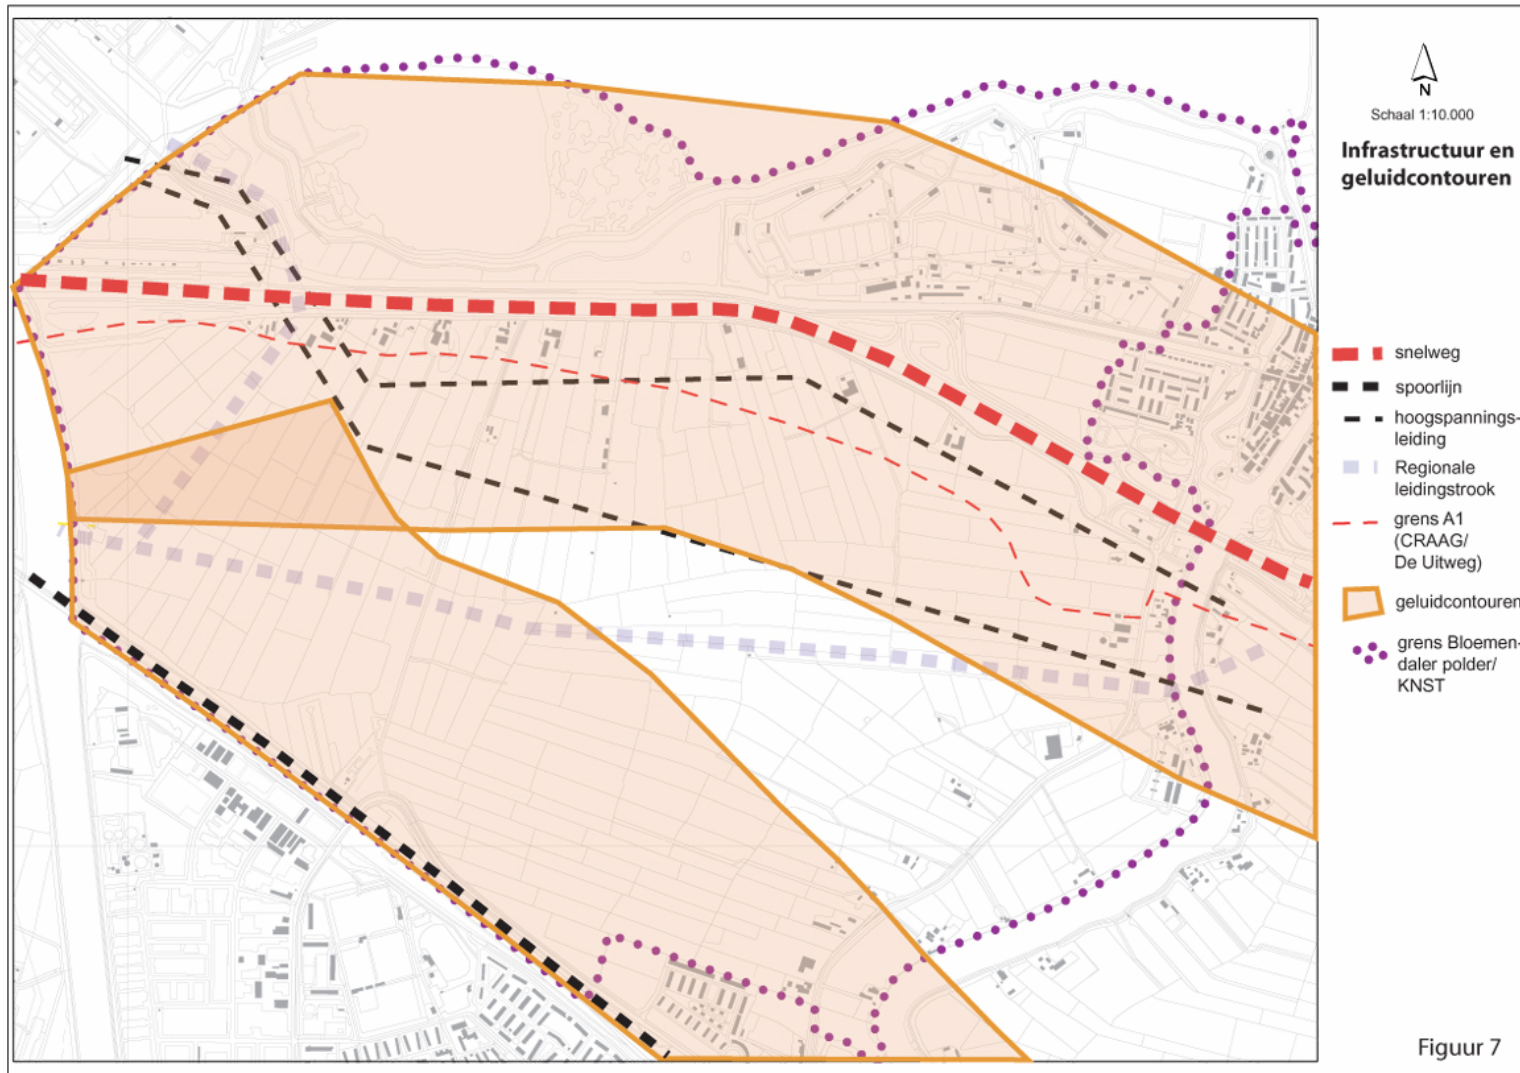 N
Schaal 1:10.000
Infrastructuur en
geluidcontouren
snelweg
spoorlijn
hoogspannings-
leiding
Regionale
leidingstrook
grens A1
(CRAAG/
De Uitweg)
geluidcontouren
grens Bloemen-
daler polder/
KNST
Figuur 7